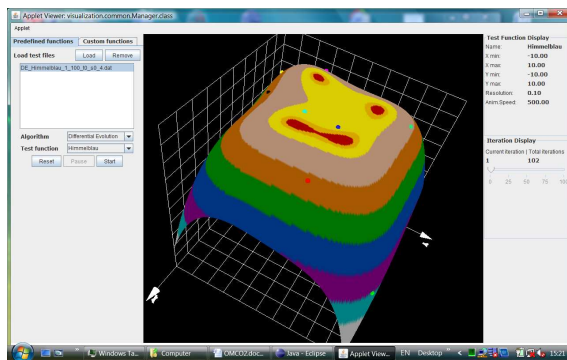 Applet Viewer: visualization.common.Manager.class
Applet
Predefined functions Custom functions
Load test files Load Remove
DE_Himmelblau_1_100_f0_s0_4.dat
Algorithm Differential Evolution
Test function Himmelblau
Reset Pause Start
Test Function Display
Name: Himmelblau
X min: -10.00
X max: 10.00
Y min: -10.00
Y max: 10.00
Resolution: 0.10
Anim.Speed: 500.00
Iteration Display
Current iteration | Total iterations
1 102
0 25 50 75 100
Windows Ta... Computer OMCO2.doc... Java - Eclipse Applet View... EN Desktop 15:21